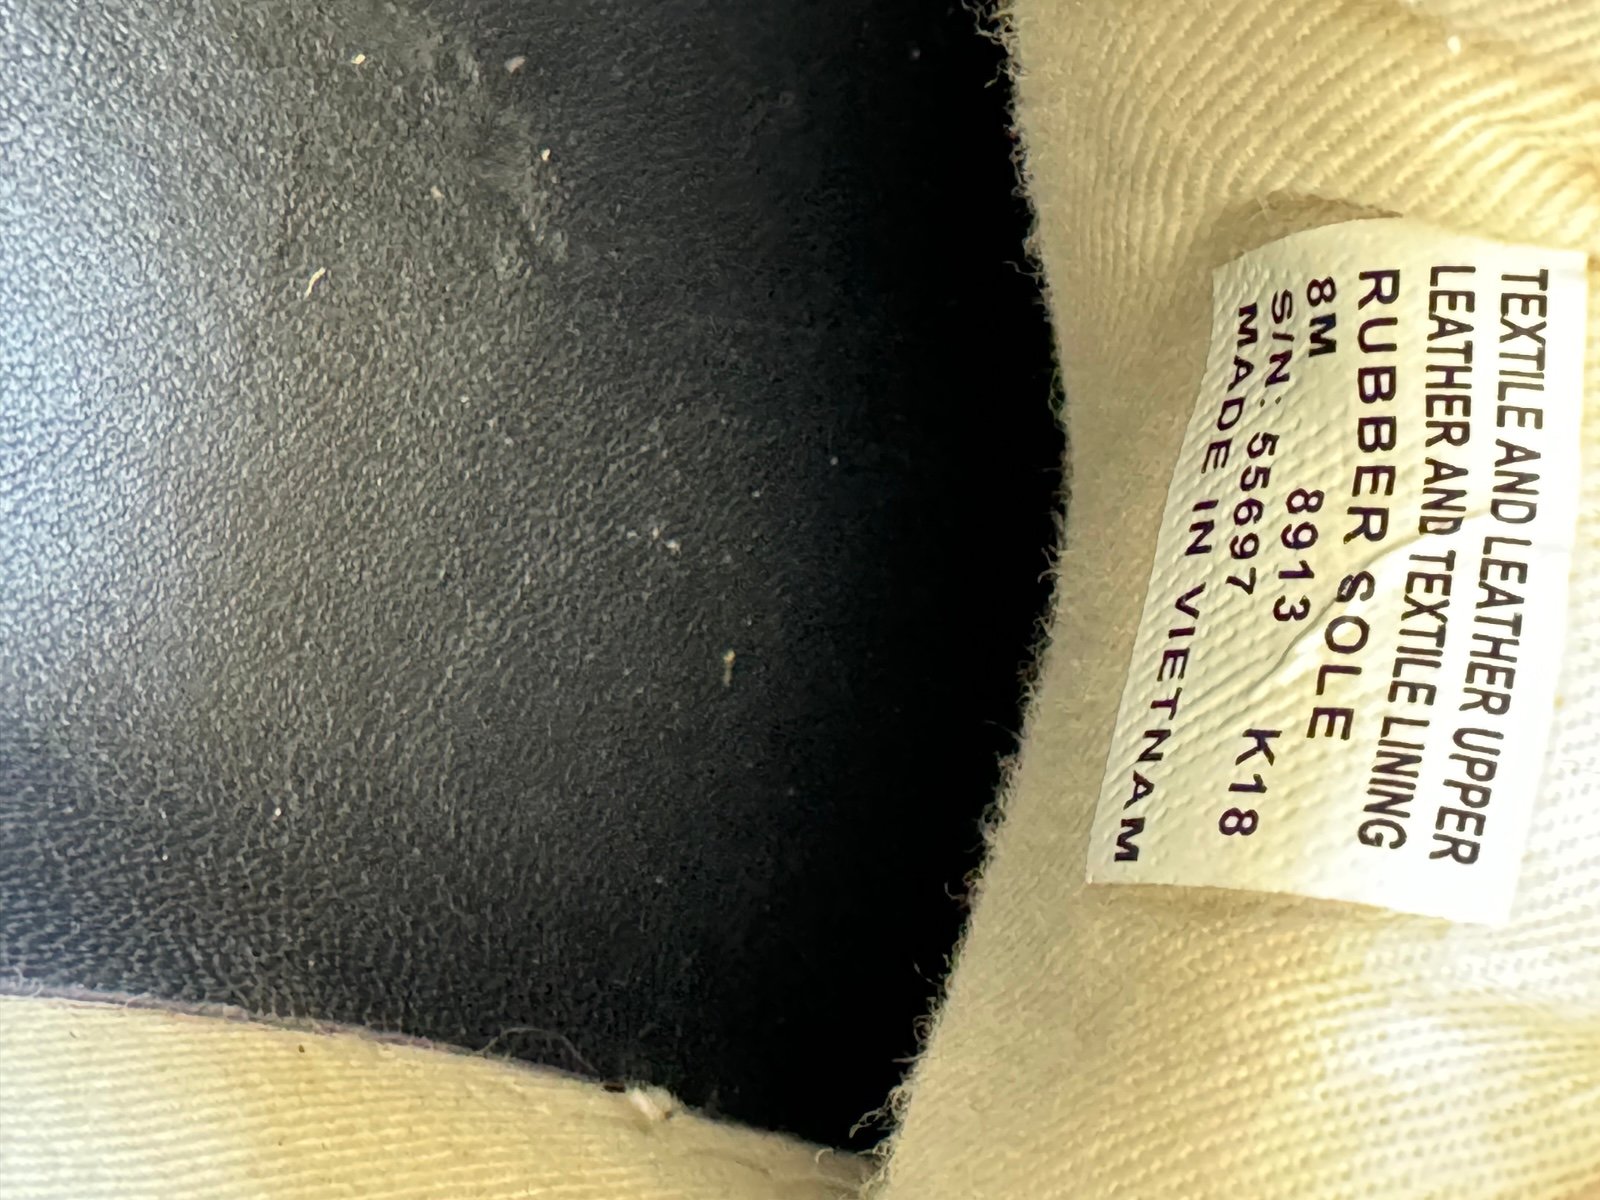 TEXTILE AND LEATHER UPPER
LEATHER AND TEXTILE LINING
RUBBER SOLE
8M 8913 K18
S/N: 55697
MADE IN VIETNAM